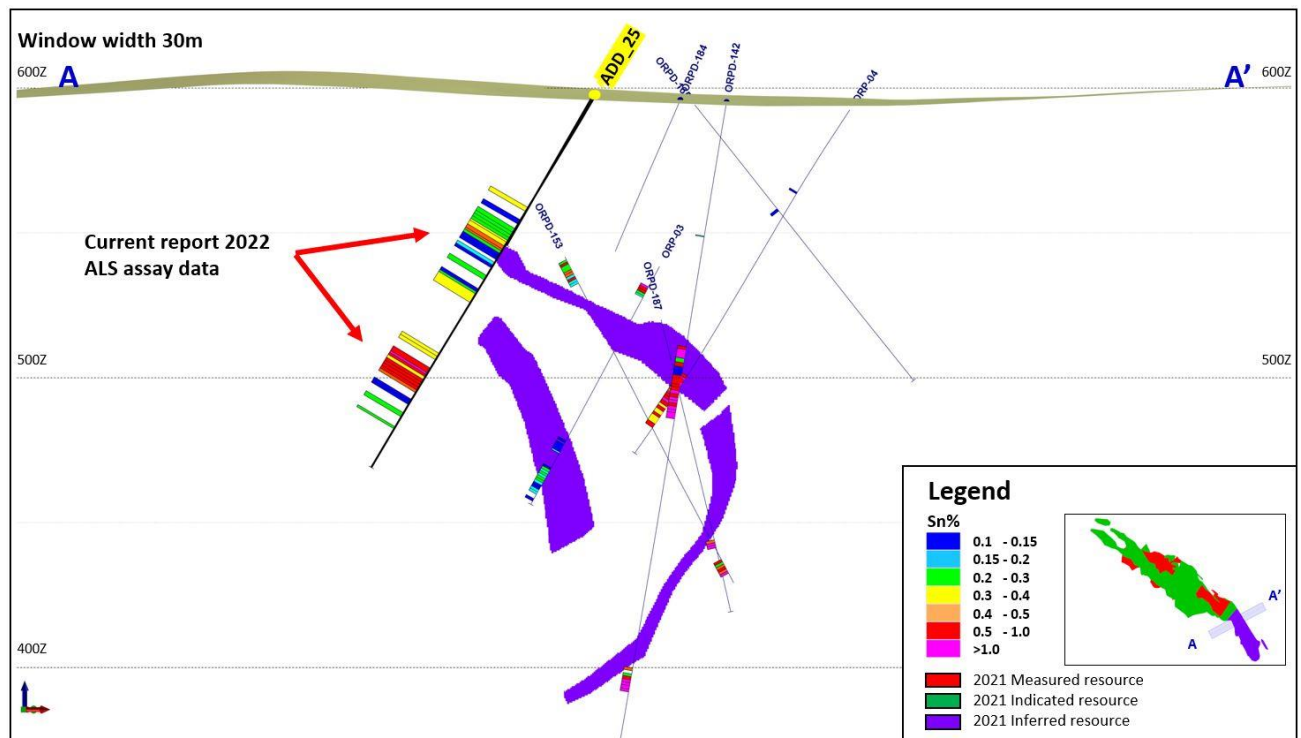 Window width 30m
600Z
A
ADD_25
ORPD-184
ORPD-142
ORP-04
A'
600Z
Current report 2022
ALS assay data
ORPD-153
ORP-03
ORPD-187
500Z
500Z
400Z
Legend
Sn%
0.1 - 0.15
0.15 - 0.2
0.2 - 0.3
0.3 - 0.4
0.4 - 0.5
0.5 - 1.0
>1.0
2021 Measured resource
2021 Indicated resource
2021 Inferred resource
A'
A